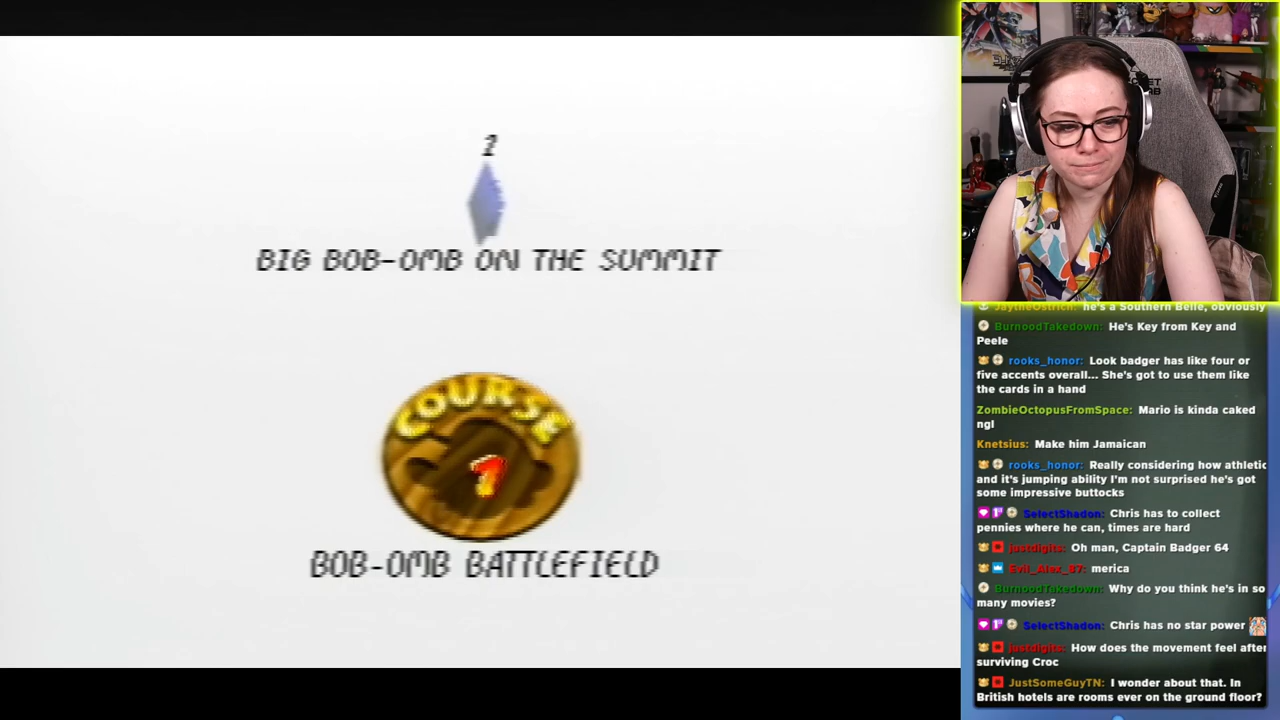 ?
BIG BOB-OMB ON THE SUMMIT
COURSE
1
BOB-OMB BATTLEFIELD
JayTheOstrich: he's a Southern Belle, obviously
BurnoodTakedown: He's Key from Key and
Peele
rooks_honor: Look badger has like four or
five accents overall... She's got to use them like
the cards in a hand
ZombieOctopusFromSpace: Mario is kinda caked
ngl
Knetsius: Make him Jamaican
rooks_honor: Really considering how athletic
and it's jumping ability I'm not surprised he's got
some impressive buttocks
SelectShadon: Chris has to collect
pennies where he can, times are hard
justdigits: Oh man, Captain Badger 64
Evil_Alex_87: merica
BurnoodTakedown: Why do you think he's in so
many movies?
SelectShadon: Chris has no star power
justdigits: How does the movement feel after
surviving Croc
JustSomeGuyTN: I wonder about that. In
British hotels are rooms ever on the ground floor?